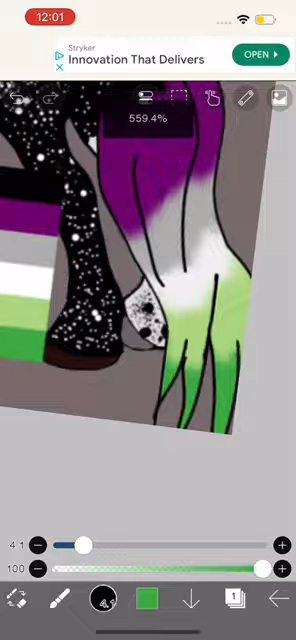 12:01
Stryker
Innovation That Delivers
OPEN
559.4%
4.1
100
1